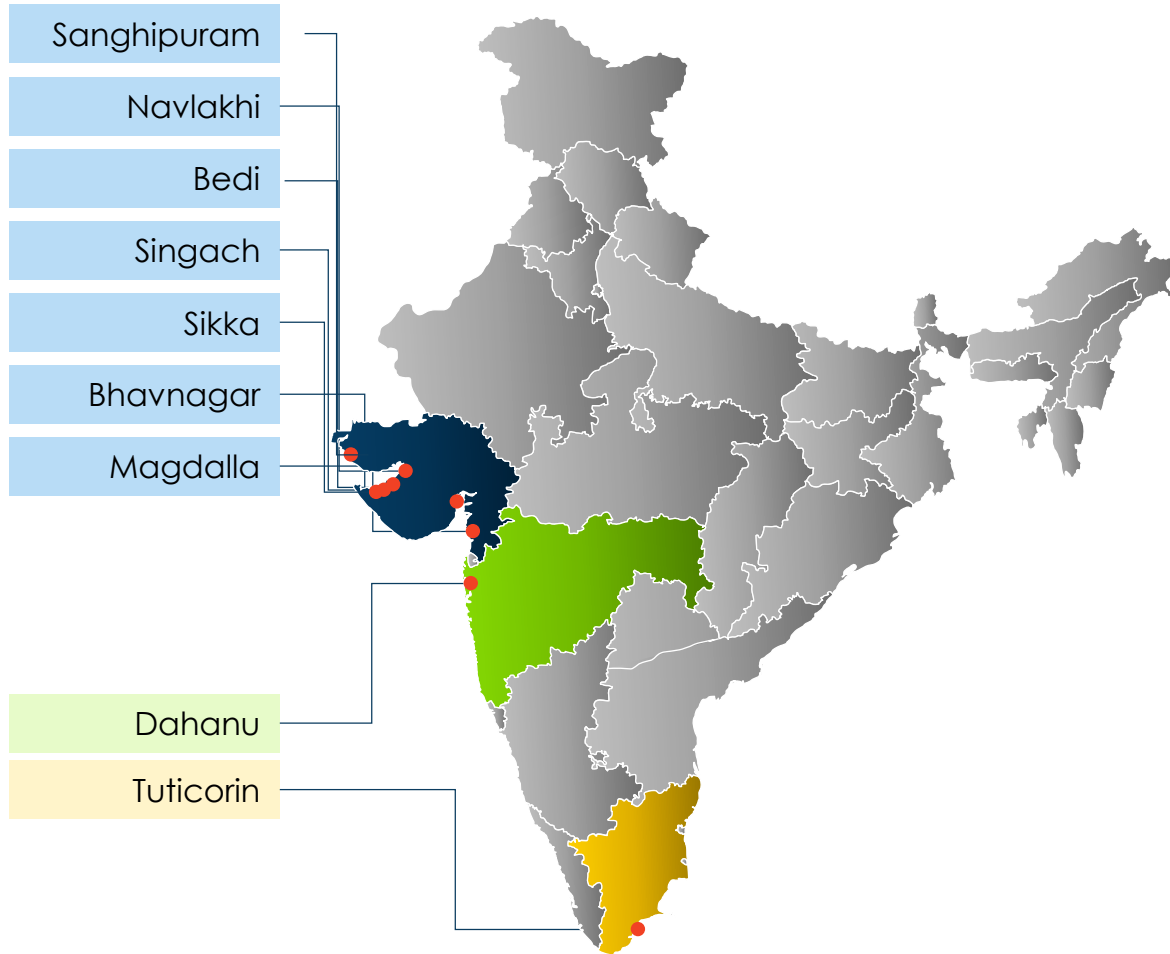 Sanghipuram
Navlakhi
Bedi
Singach
Sikka
Bhavnagar
Magdalla
Dahanu
Tuticorin